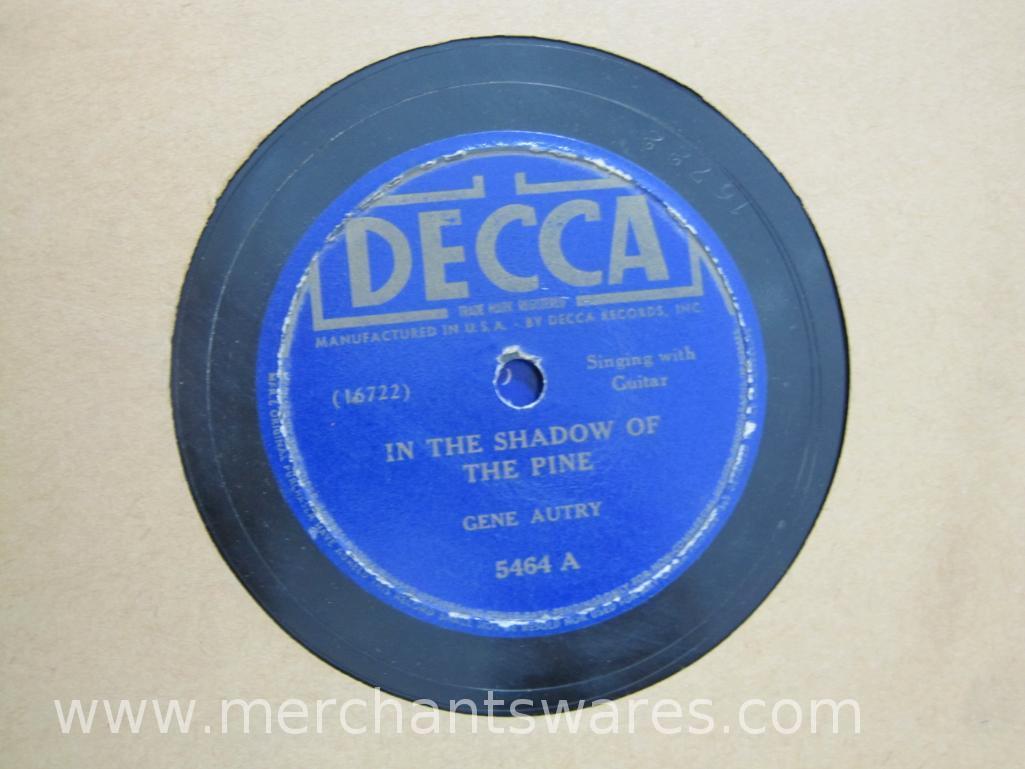 DECCA
TRADE MARK REGISTERED
MANUFACTURED IN U.S.A. - BY DECCA RECORDS, INC.
Singing with
Guitar
(16722)
IN THE SHADOW OF
THE PINE
GENE AUTRY
5464 A
16722
www.merchantswares.com